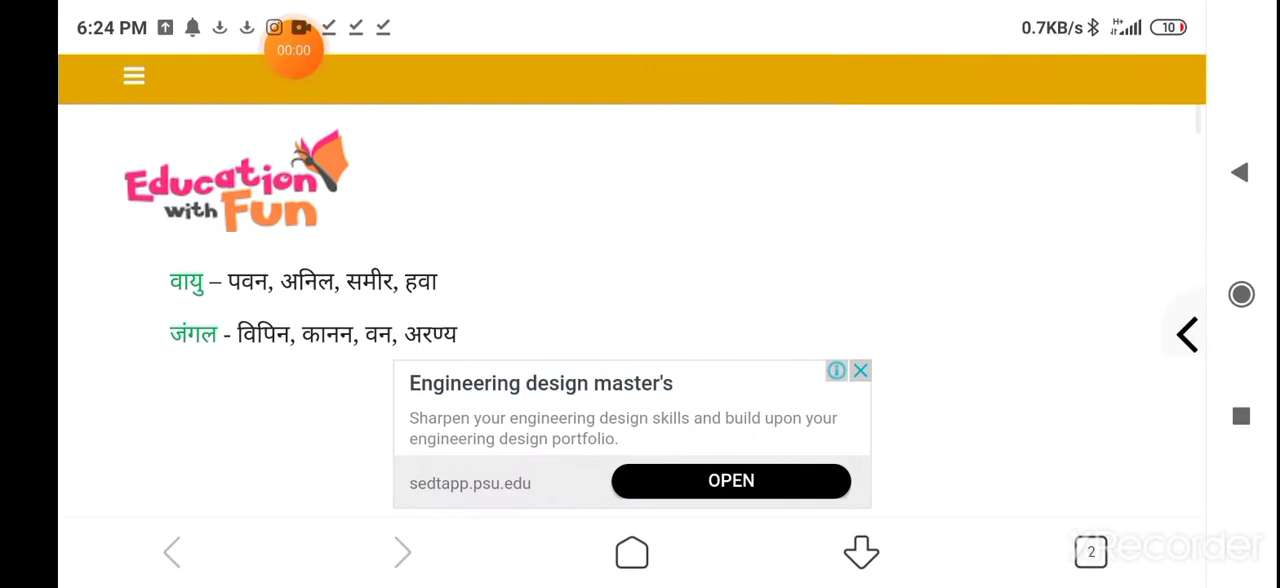 6:24 PM
0.7KB/s H+ 10
00:00
Education
with Fun
वायु – पवन, अनिल, समीर, हवा
जंगल - विपिन, कानन, वन, अरण्य
Engineering design master's
Sharpen your engineering design skills and build upon your
engineering design portfolio.
sedtapp.psu.edu OPEN
2
XRecorder